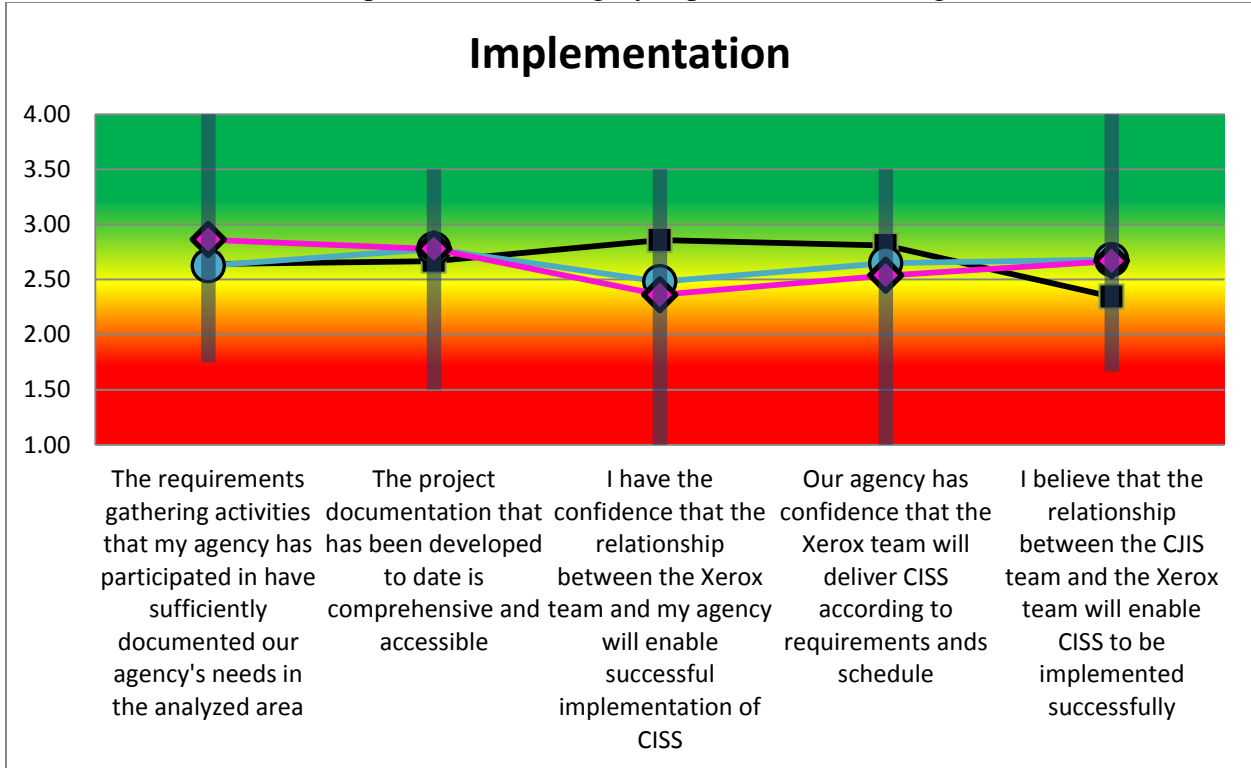 Implementation
4.00
3.50
3.00
2.50
2.00
1.50
1.00
The requirements
gathering activities
that my agency has
participated in have
sufficiently
documented our
agency's needs in
the analyzed area
The project
documentation that
has been developed
to date is
comprehensive and
accessible
I have the
confidence that the
relationship
between the Xerox
team and my agency
will enable
successful
implementation of
CISS
Our agency has
confidence that the
Xerox team will
deliver CISS
according to
requirements ands
schedule
I believe that the
relationship
between the CJIS
team and the Xerox
team will enable
CISS to be
implemented
successfully